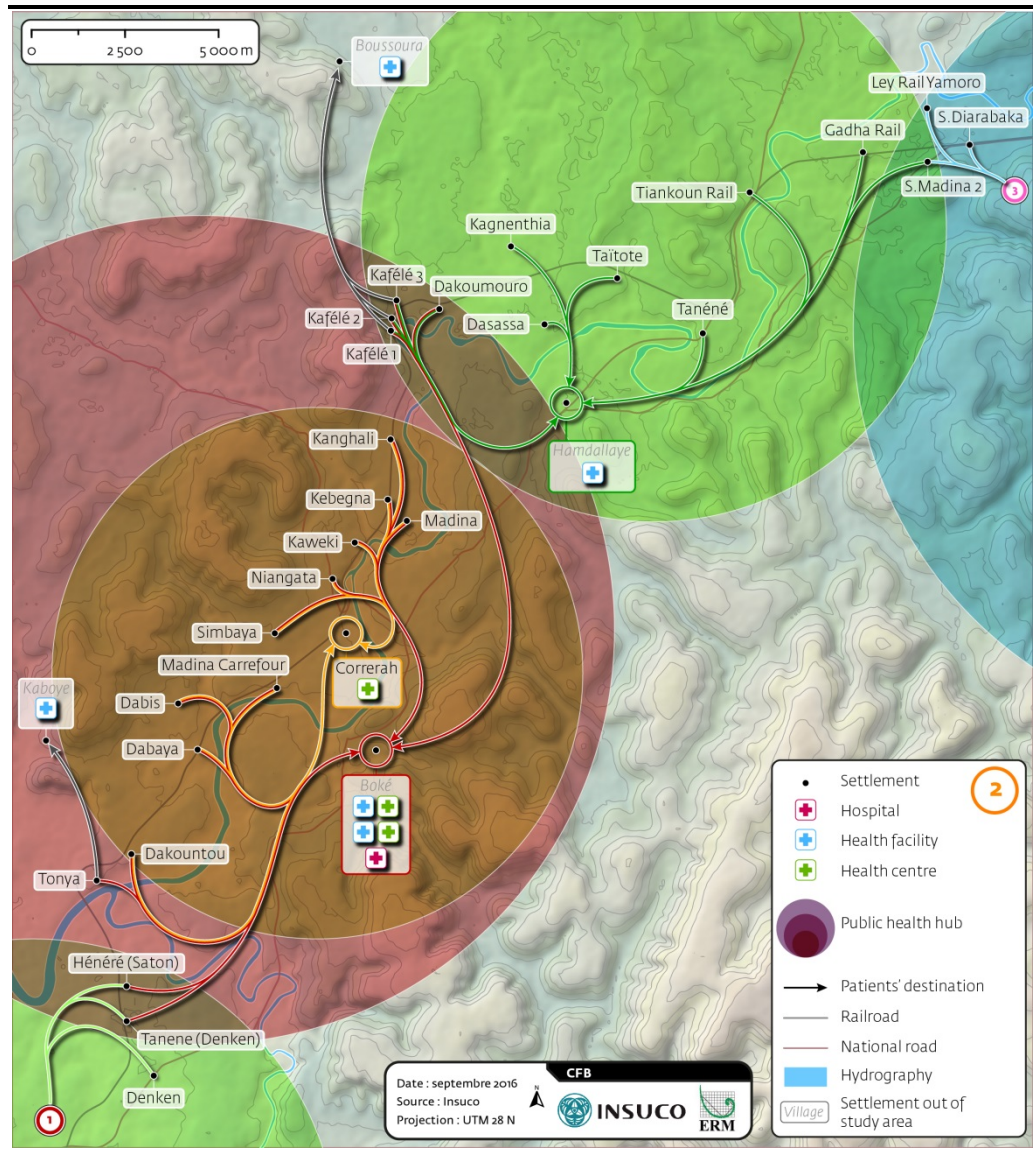 0 2 500 5 000 m
Boussoura
Ley Rail Yamoro
S.Diarabaka
Gadha Rail
S.Madina 2
3
Tiankoun Rail
Kagnenthia
Taïtote
Kafélé 3
Dakoumouro
Kafélé 2
Dasassa
Tanéné
Kafélé 1
Kanghali
Hamdallaye
Kebegna
Madina
Kaweki
Niangata
Simbaya
Madina Carrefour
Correrah
Kaboye
Dabis
Dabaya
Boké
Dakountou
Tonya
Hénéré (Saton)
Tanene (Denken)
Denken
1
2
Settlement
Hospital
Health facility
Health centre
Public health hub
Patients' destination
Railroad
National road
Hydrography
Village
Settlement out of
study area
CFB
Date : septembre 2016
Source : Insuco
Projection : UTM 28 N
N
INSUCO
ERM